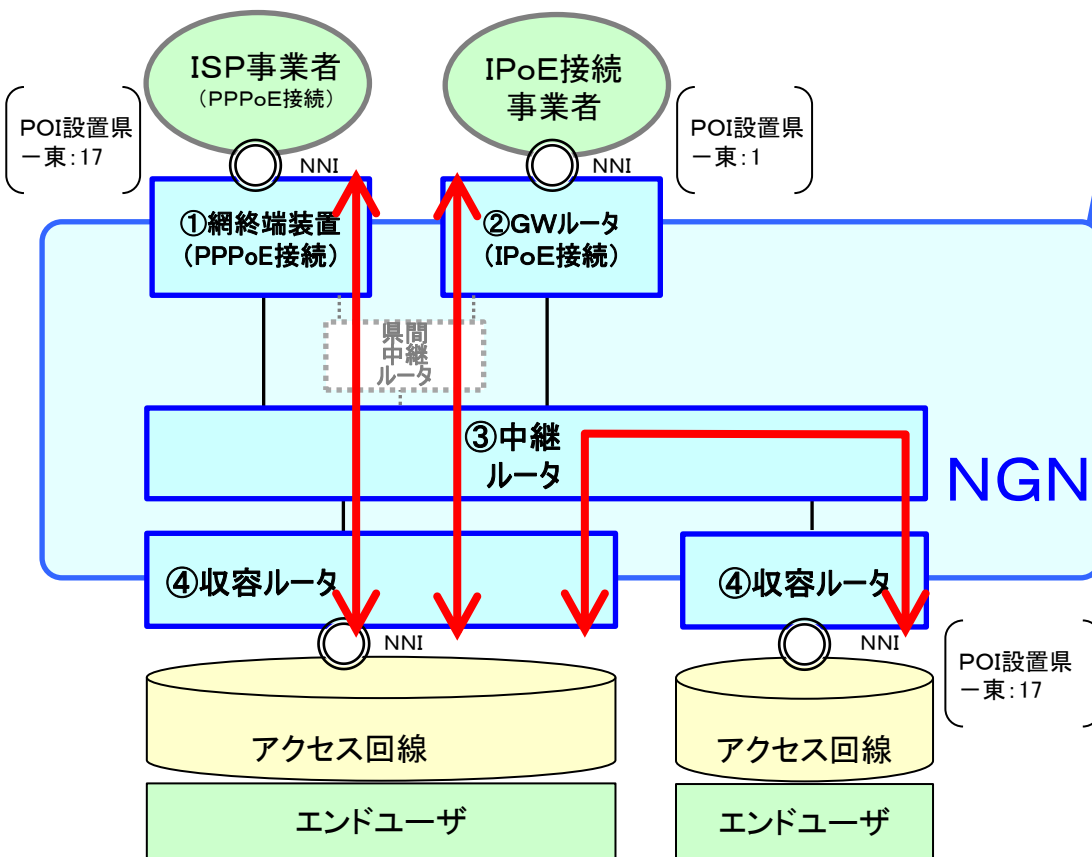 ISP事業者
(PPPoE接続)
IPoE接続
事業者
POI設置県
－東:17
POI設置県
－東:1
NNI
NNI
①網終端装置
(PPPoE接続)
②GWルータ
(IPoE接続)
県間
中継
ルータ
③中継
ルータ
NGN
④収容ルータ
④収容ルータ
NNI
NNI
POI設置県
－東:17
アクセス回線
アクセス回線
エンドユーザ
エンドユーザ